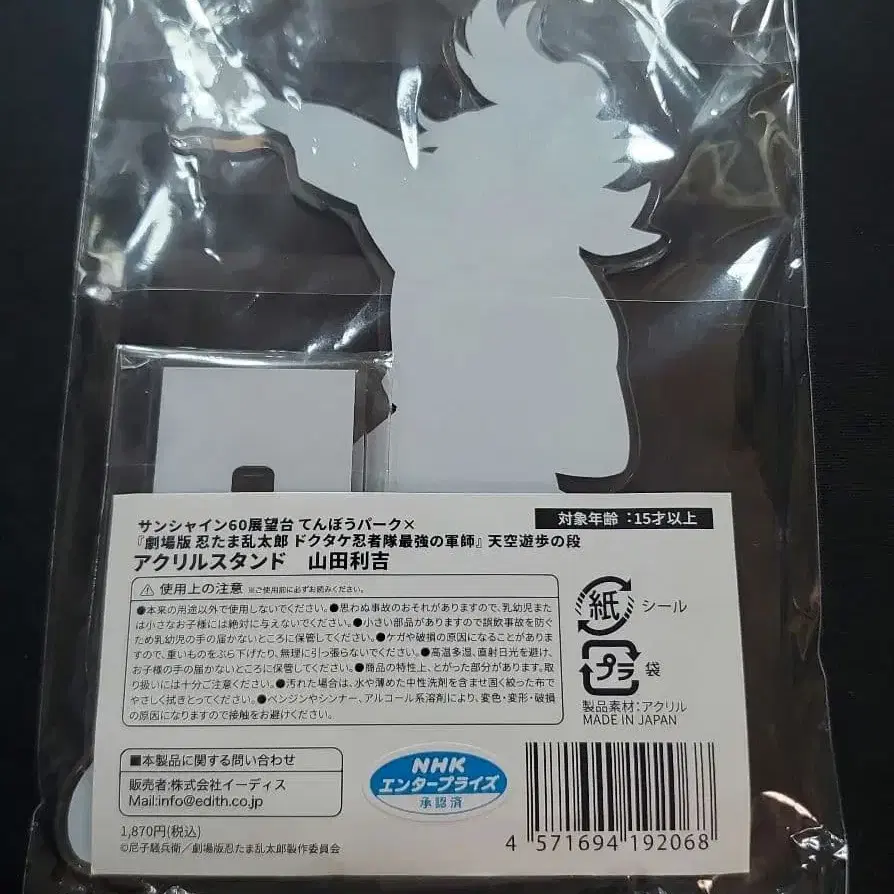 サンシャイン60展望台 てんぼうパーク×
『劇場版 忍たま乱太郎 ドクタケ忍者隊最強の軍師』 天空遊歩の段
アクリルスタンド　山田利吉
対象年齢 ：15才以上
⚠ 使用上の注意 ※ご使用前に必ずお読みください。
●本来の用途以外で使用しないでください。●思わぬ事故のおそれがありますので、乳幼児また
は小さなお子様には絶対に与えないでください。●小さい部品がありますので誤飲事故を防ぐ
ため乳幼児の手の届かないところに保管してください。●ケガや破損の原因になることがありま
すので、重いものをぶら下げたり、無理に引っ張らないでください。●高温多湿、直射日光を避け、
お子様の手の届かないところに保管してください。●商品の特性上、とがった部分があります。取
り扱いには十分ご注意ください。●汚れた場合は、水や薄めた中性洗剤を含ませ固く絞った布で
やさしく拭きとってください。●ベンジンやシンナー、アルコール系溶剤により、変色・変形・破損
の原因になりますので接触をお避けください。
紙 シール
プラ 袋
製品素材：アクリル
MADE IN JAPAN
■本製品に関する問い合わせ
販売者：株式会社イーディス
Mail:info@edith.co.jp
1,870円(税込)
©尼子騒兵衛／劇場版忍たま乱太郎製作委員会
NHK
エンタープライズ
承認済
4 571694 192068